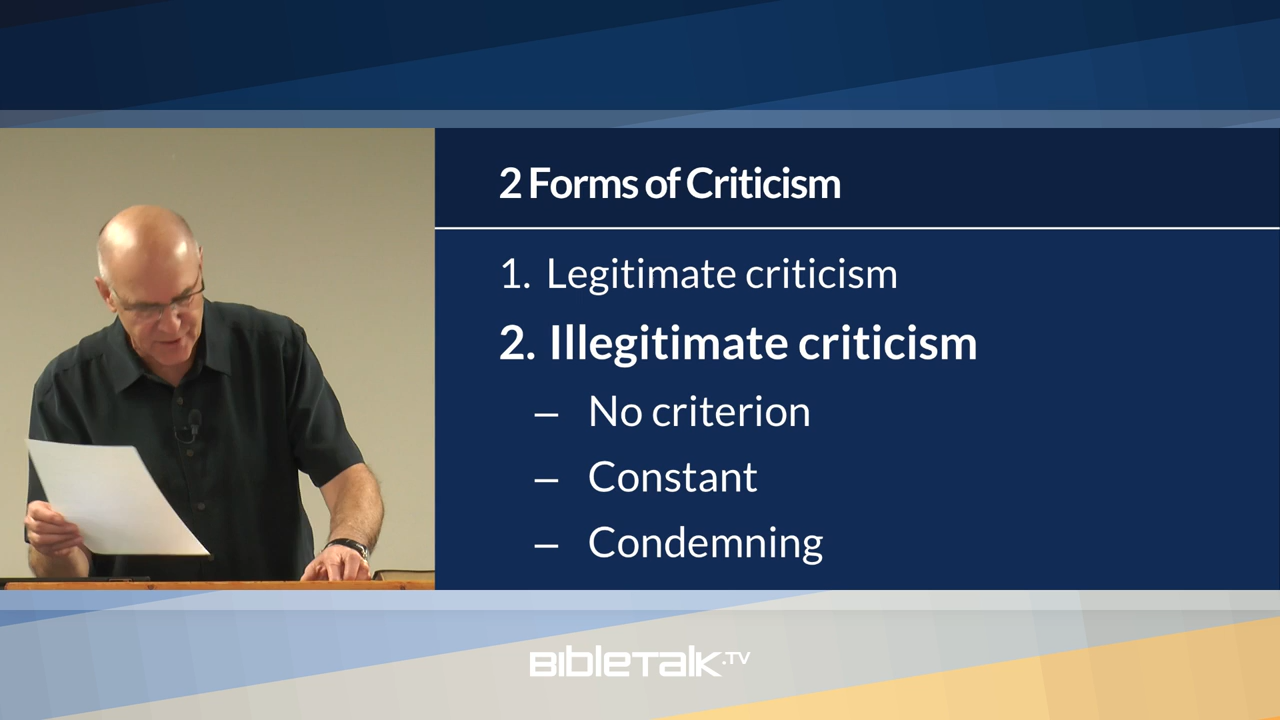 2 Forms of Criticism
1. Legitimate criticism
2. Illegitimate criticism
– No criterion
– Constant
– Condemning
BIBLETALK.TV